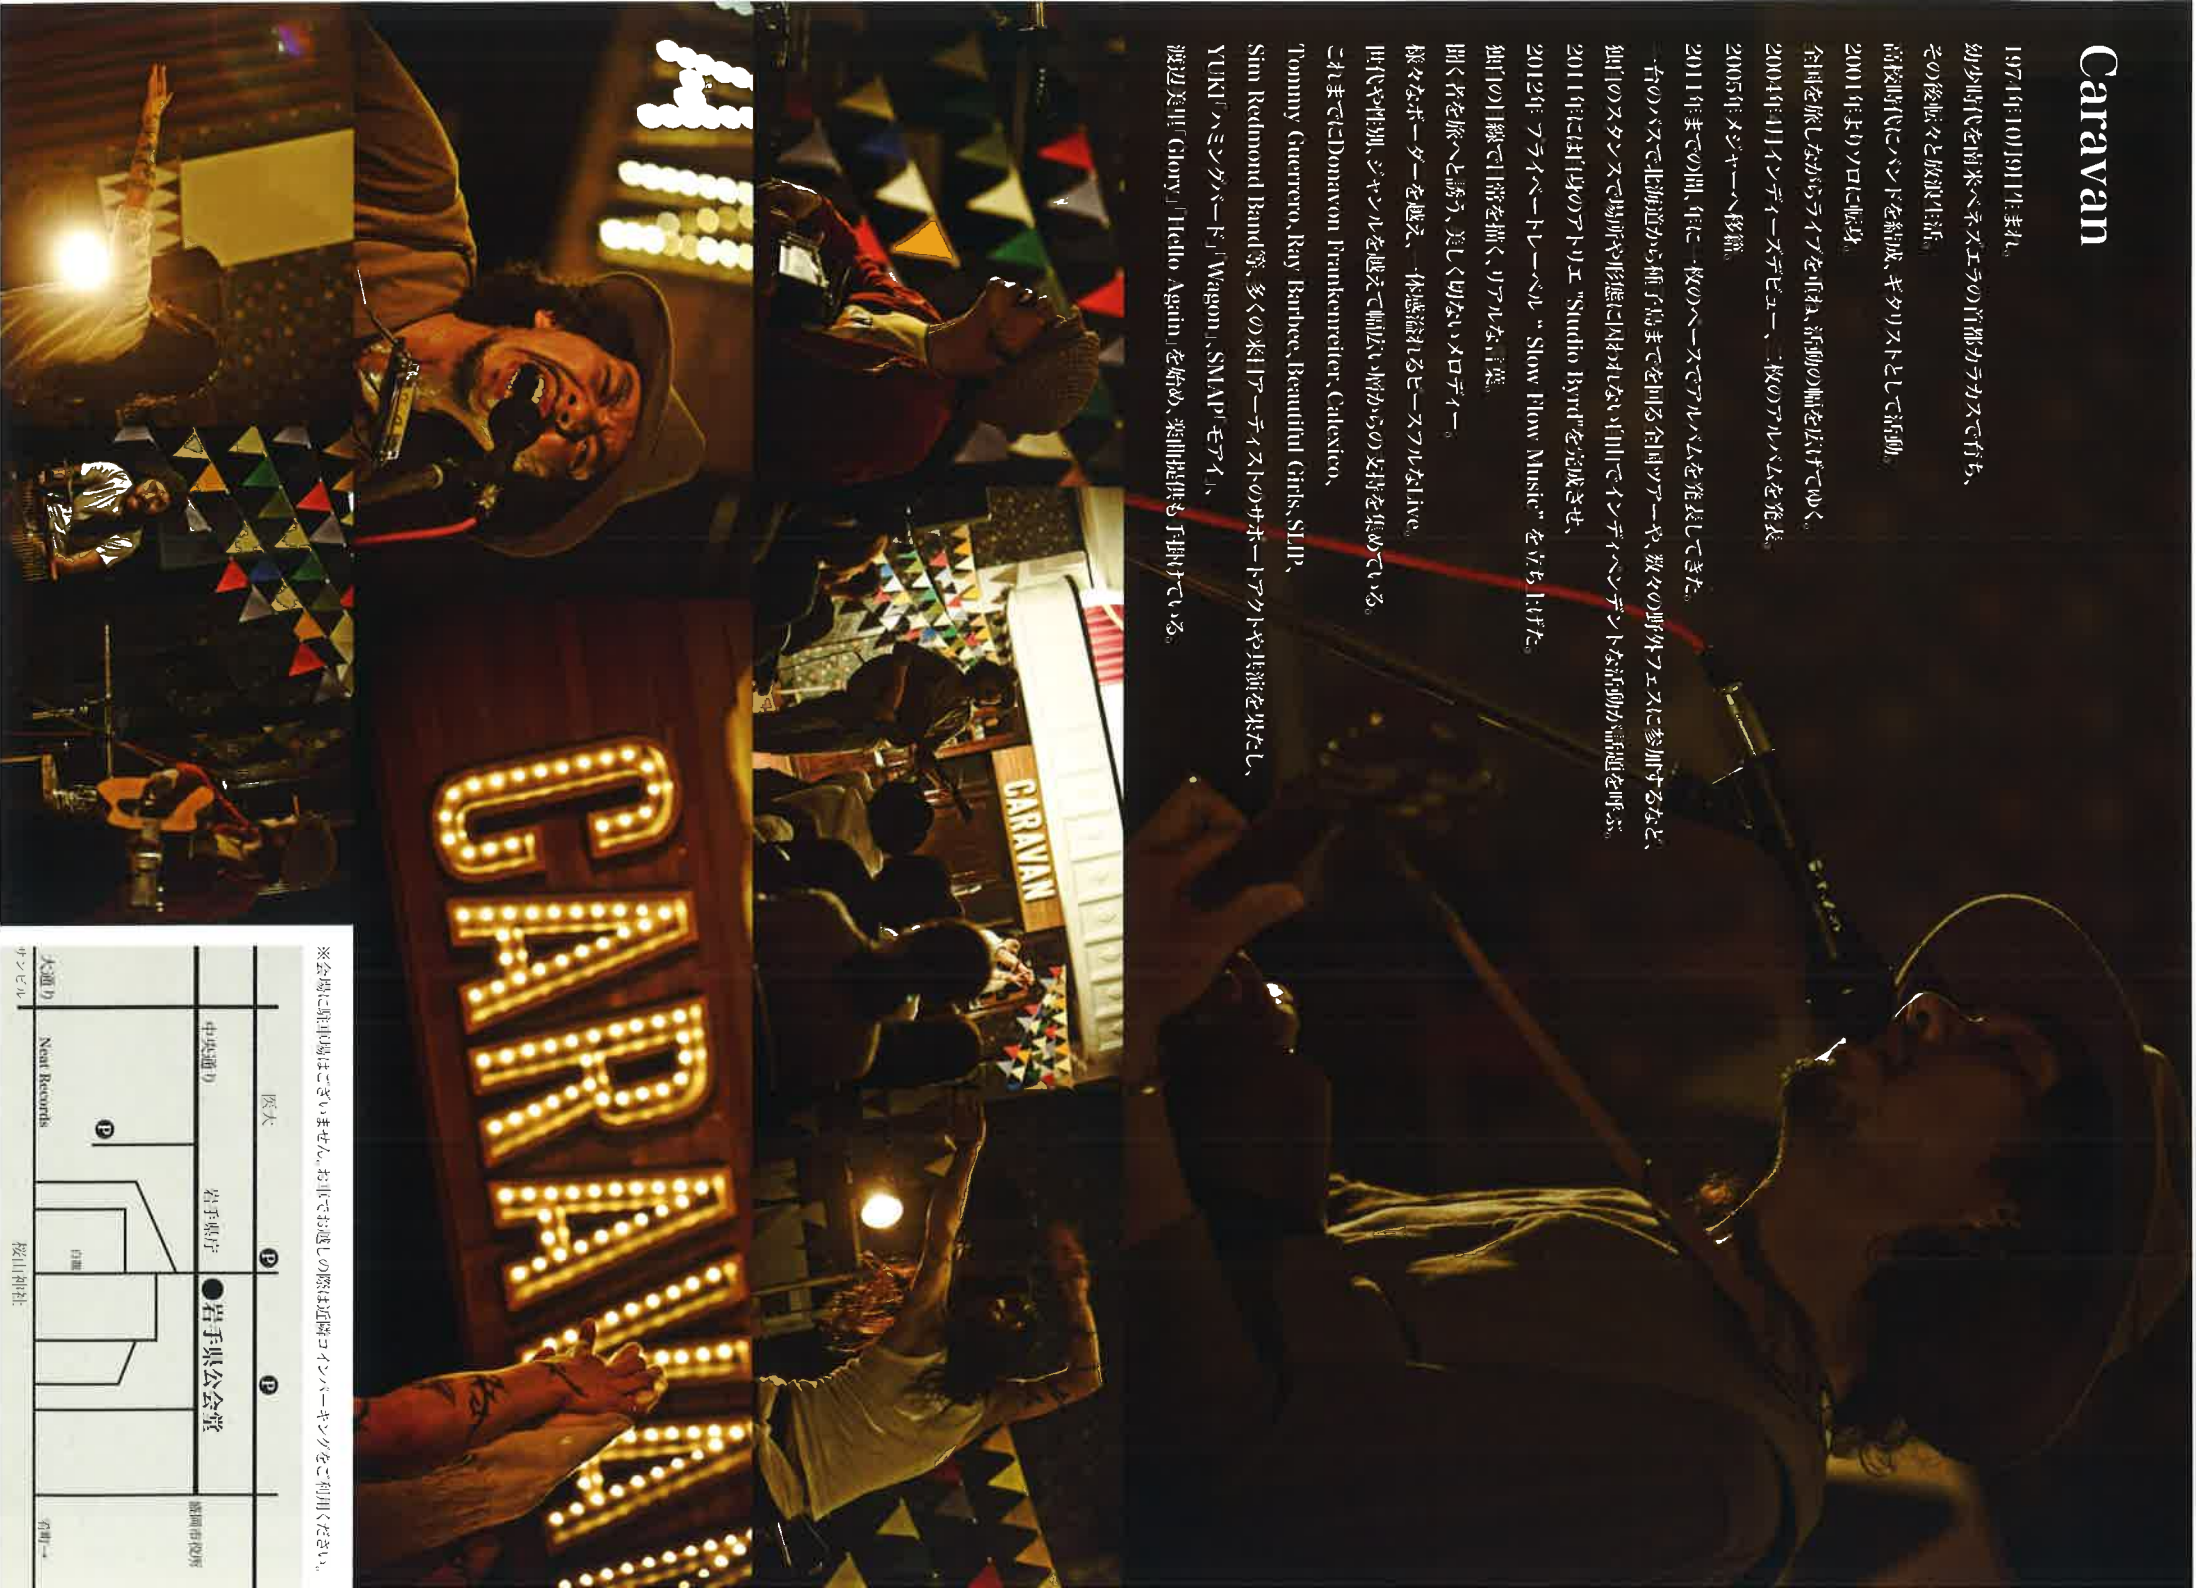 Caravan
1974年10月9日生まれ。
幼少時代を南米ベネズエラの首都カラカスで育ち、
その後転々と放浪生活。
高校時代にバンドを結成、ギタリストとして活動。
2001年よりソロに転身。
全国を旅しながらライブを重ね、活動の幅を広げてゆく。
2004年4月インディーズデビュー、二枚のアルバムを発表。
2005年メジャーへ移籍。
2011年までの間、年に一枚のペースでアルバムを発表してきた。
一台のバスで北海道から種子島までを回る全国ツアーや、数々の野外フェスに参加するなど、
独自のスタンスで場所や形態に囚われない自由でインディペンデントな活動が話題を呼ぶ。
2011年には自身のアトリエ"Studio Byrd"を完成させ、
2012年 プライベートレーベル " Slow Flow Music" を立ち上げた。
独自の目線で日常を描く、リアルな言葉。
聞く者を旅へと誘う、美しく切ないメロディー。
様々なボーダーを越え、一体感溢れるピースフルなLive。
世代や性別、ジャンルを越えて幅広い層からの支持を集めている。
これまでにDonavon Frankenreiter, Calexico、
Tommy Guerrero, Ray Barbee, Beautiful Girls, SLIP、
Sim Redmond Band等、多くの来日アーティストのサポートアクトや共演を果たし、
YUKI「ハミングバード」「Wagon」、SMAP「モアイ」、
渡辺美里「Glory」「Hello Again」を始め、楽曲提供も手掛けている。
CARAVAN
CARAVA
※会場に駐車場はございません。お車でお越しの際は近隣コインパーキングをご利用ください。
医大
P
P
中央通り
岩手県庁
●岩手県公会堂
盛岡市役所
P
白龍
大通り
Neat Records
肴町→
サンビル
桜山神社